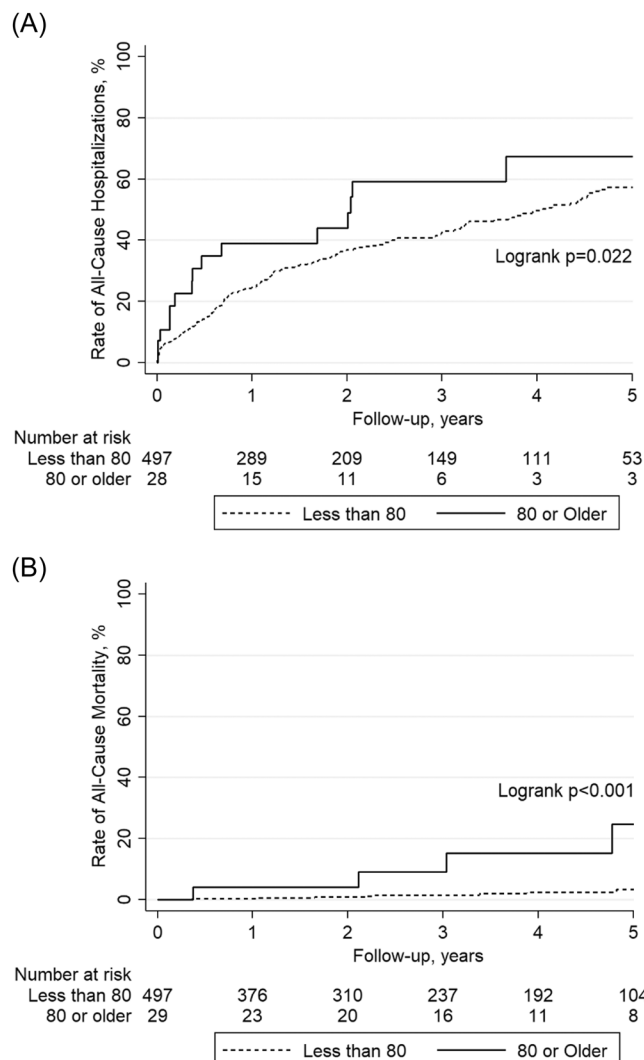 (A)
Rate of All-Cause Hospitalizations, %
100
80
60
40
20
0
Logrank p=0.022
0 1 2 3 4 5
Follow-up, years
Number at risk
Less than 80 497 289 209 149 111 53
80 or older 28 15 11 6 3 3
Less than 80 80 or Older
(B)
Rate of All-Cause Mortality, %
100
80
60
40
20
0
Logrank p<0.001
0 1 2 3 4 5
Follow-up, years
Number at risk
Less than 80 497 376 310 237 192 104
80 or older 29 23 20 16 11 8
Less than 80 80 or Older